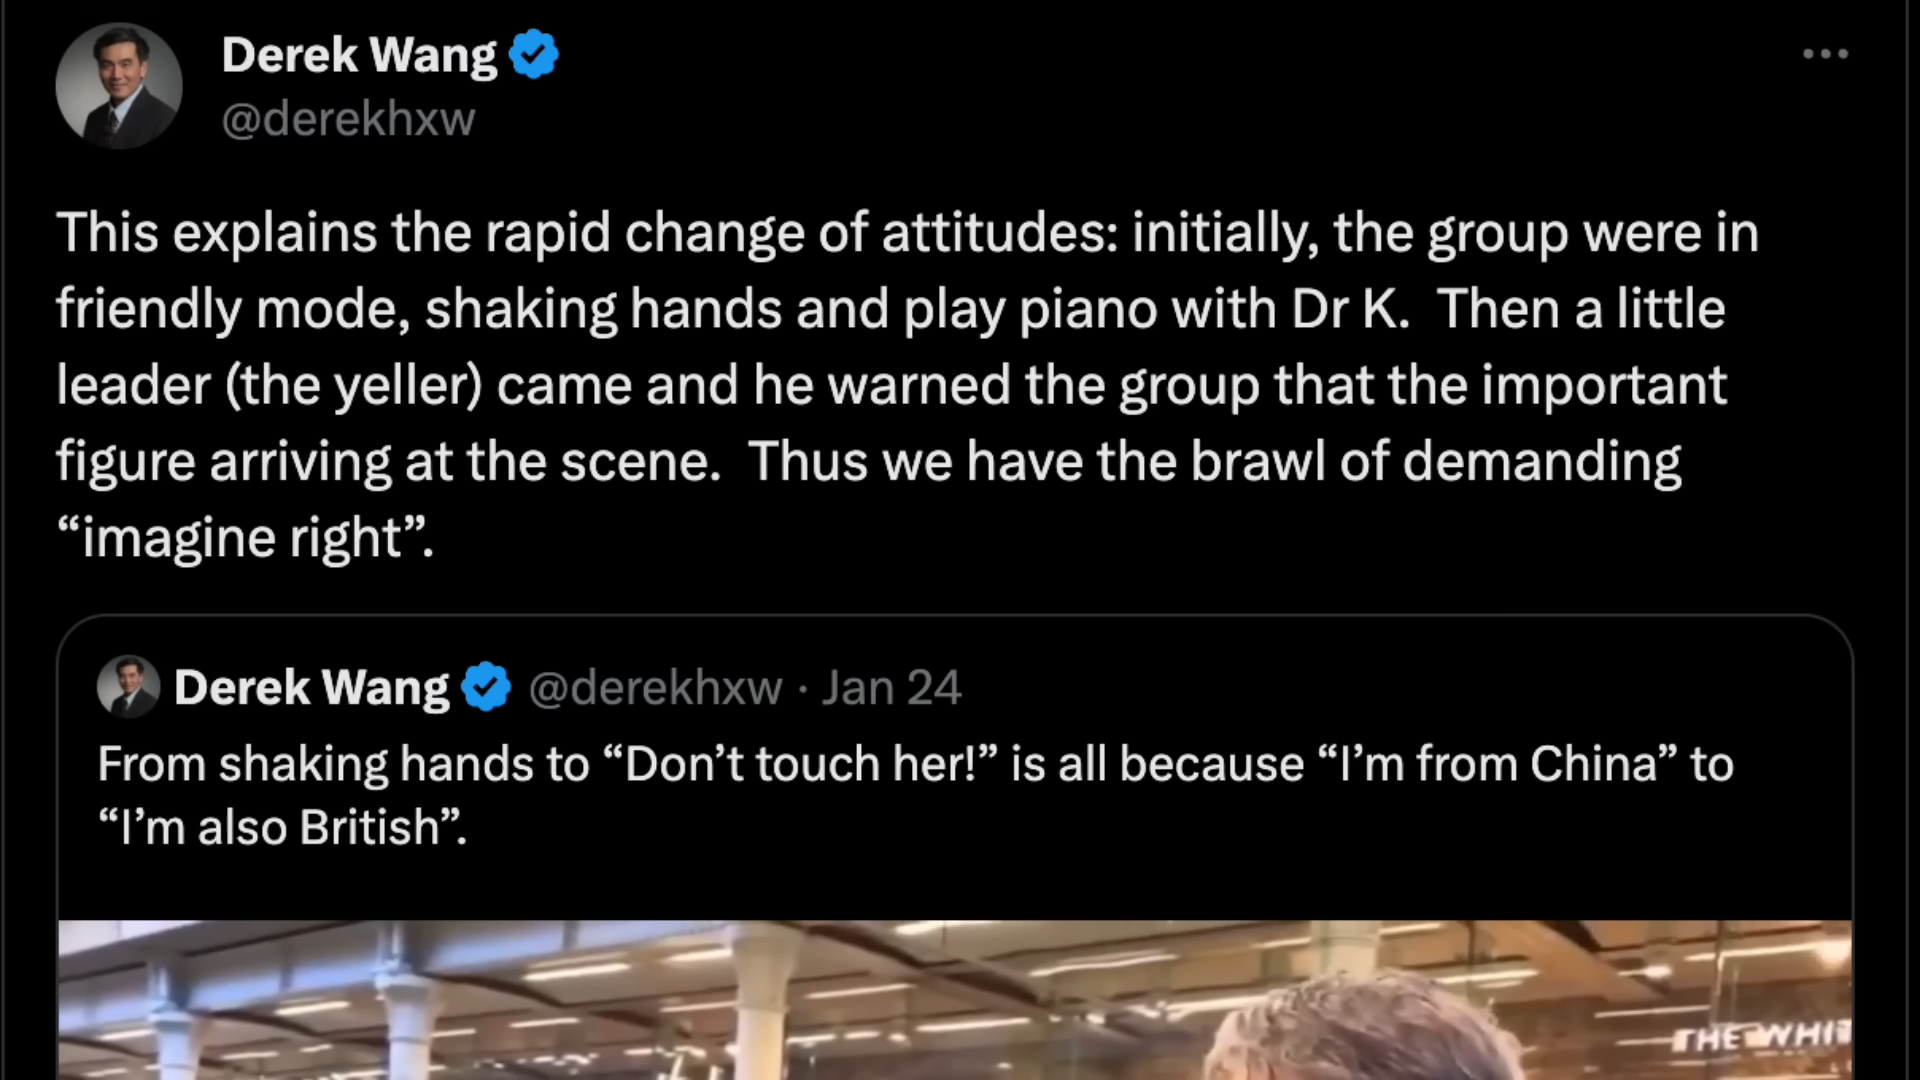 Derek Wang
@derekhxw
This explains the rapid change of attitudes: initially, the group were in
friendly mode, shaking hands and play piano with Dr K.  Then a little
leader (the yeller) came and he warned the group that the important
figure arriving at the scene.  Thus we have the brawl of demanding
“imagine right”.
Derek Wang @derekhxw · Jan 24
From shaking hands to “Don’t touch her!” is all because “I’m from China” to
“I’m also British”.
THE WHIT